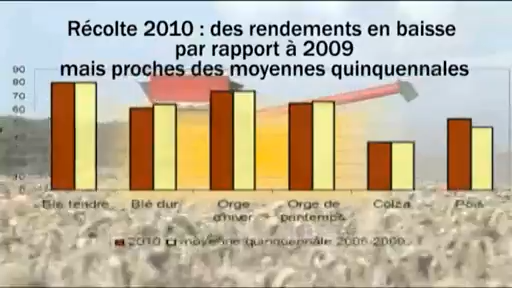 Récolte 2010 : des rendements en baisse
par rapport à 2009
mais proches des moyennes quinquennales
90
80
70
60
50
40
30
20
10
0
Blé tendre
Blé dur
Orge d'hiver
Orge de printemps
Colza
Pois
2010 moyenne quinquennale 2005-2009